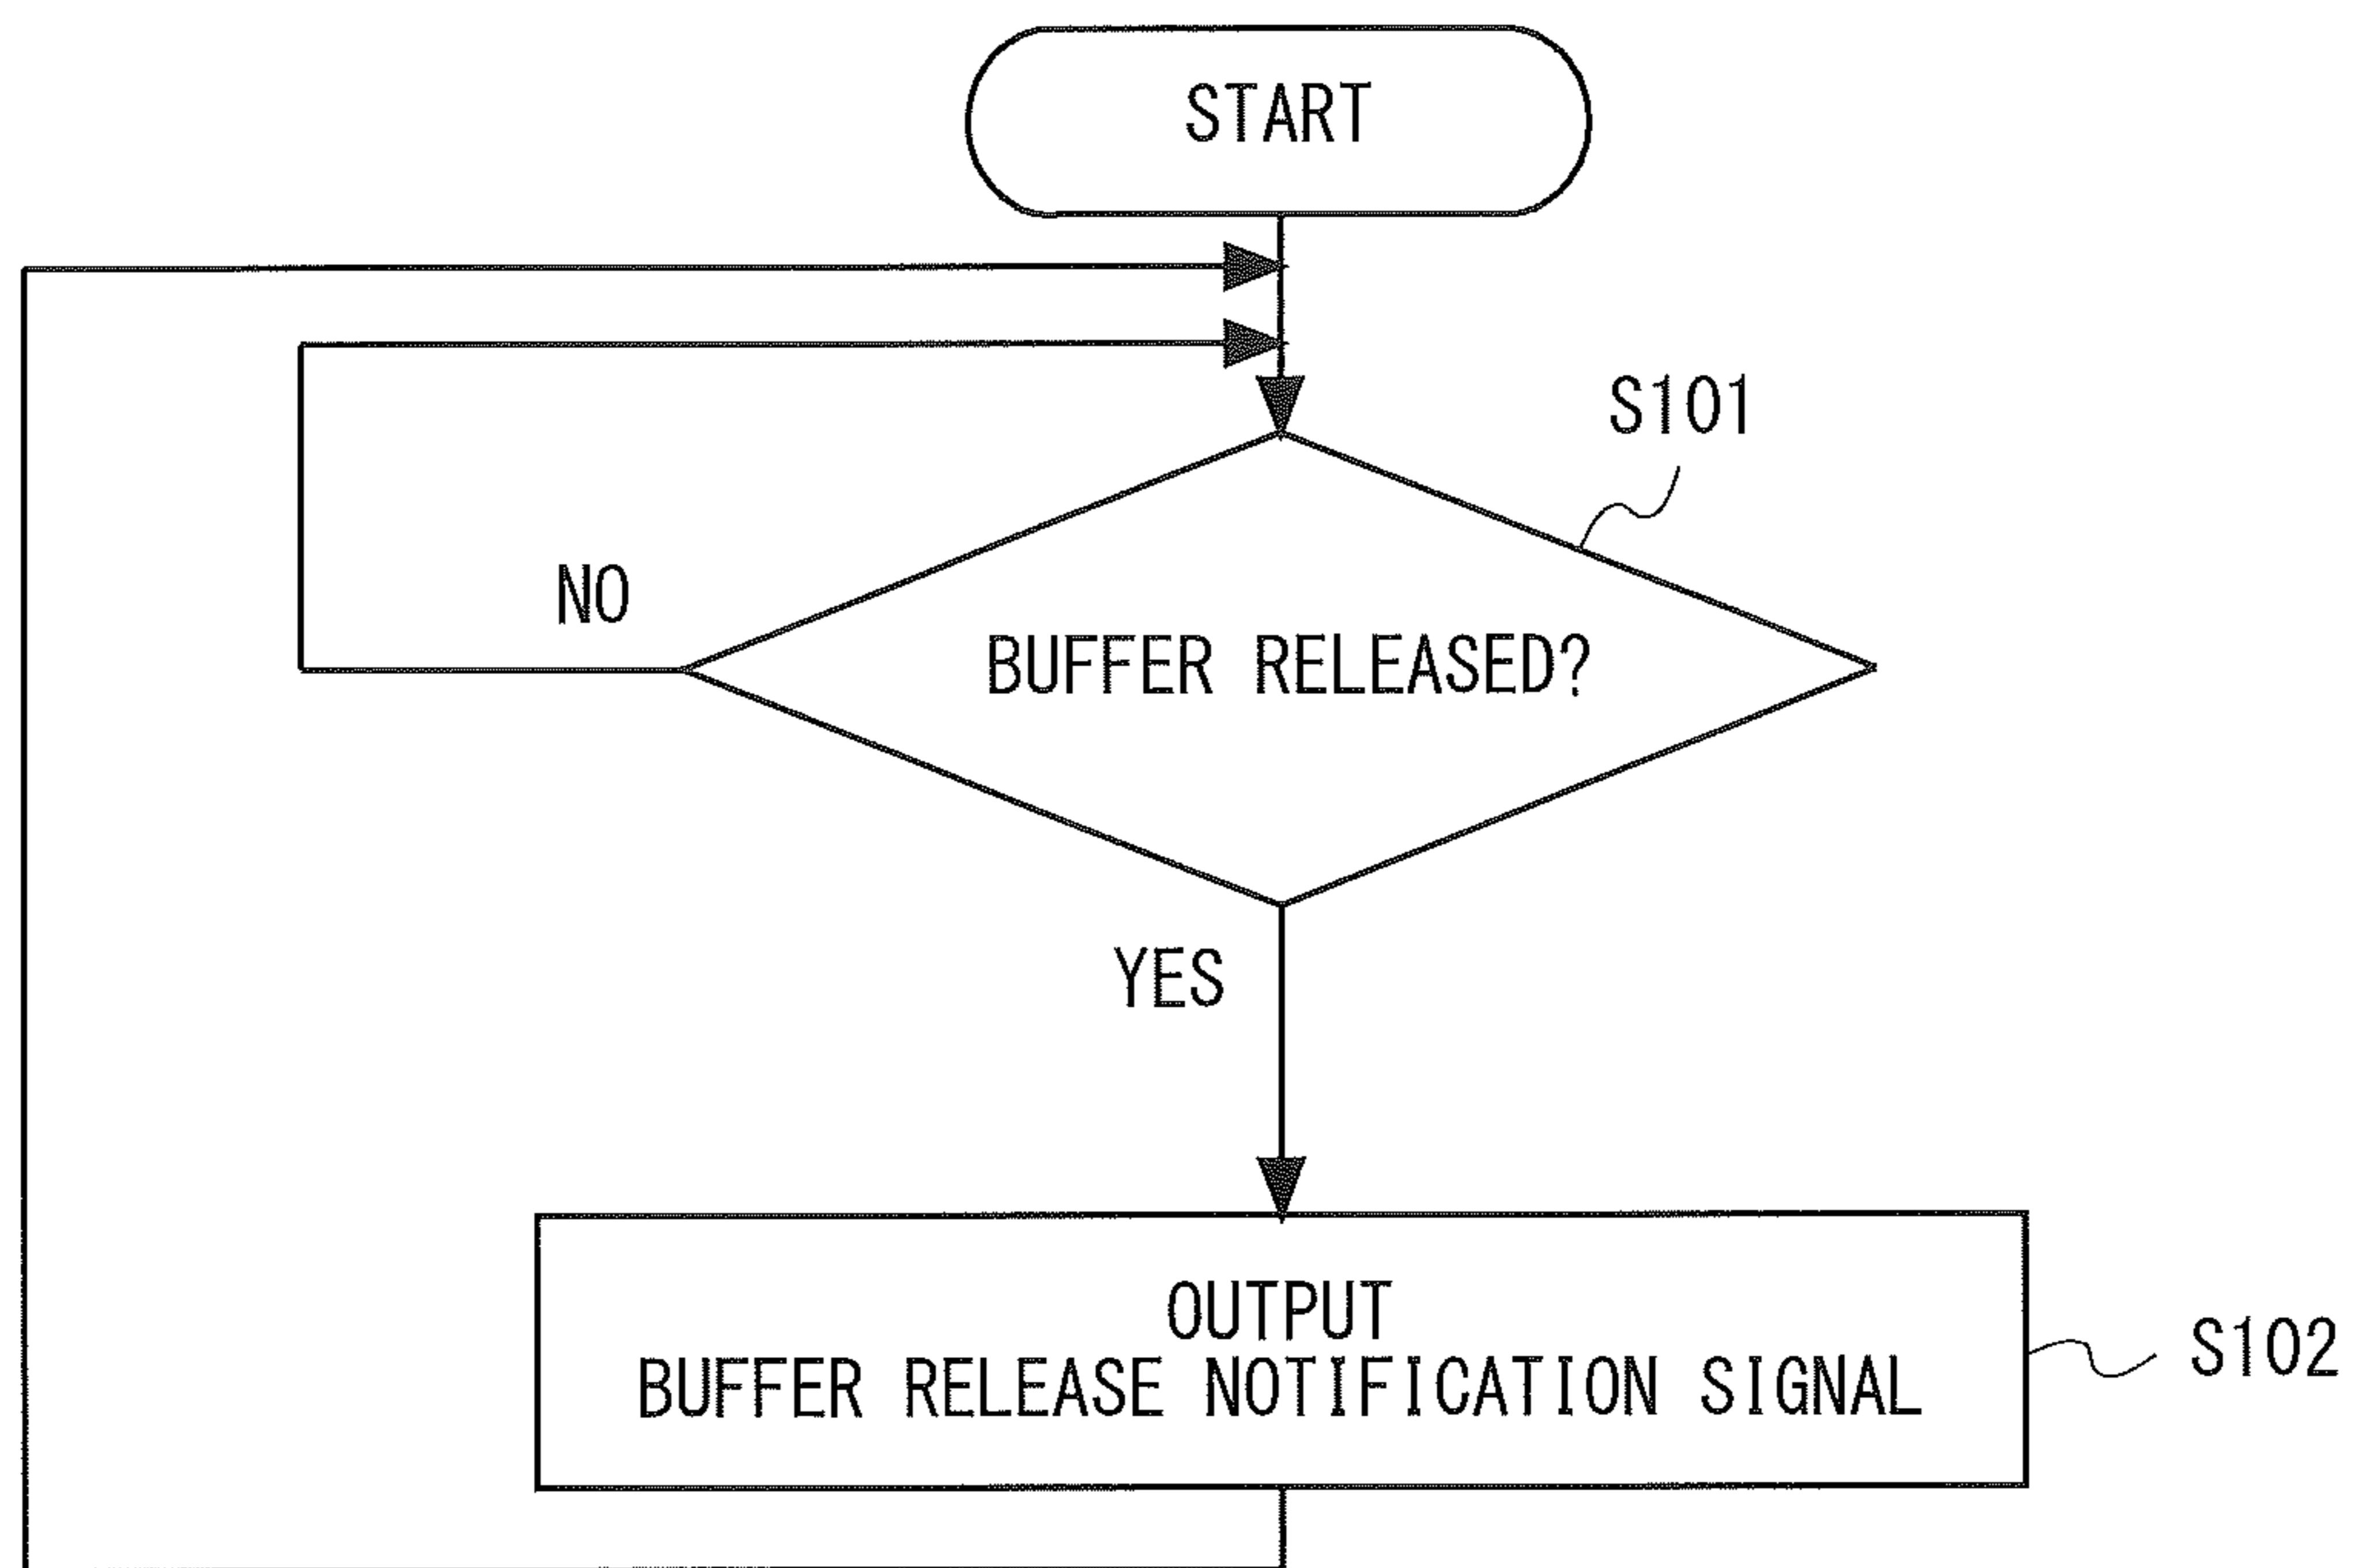 START
S101
NO
BUFFER RELEASED?
YES
OUTPUT
BUFFER RELEASE NOTIFICATION SIGNAL
S102